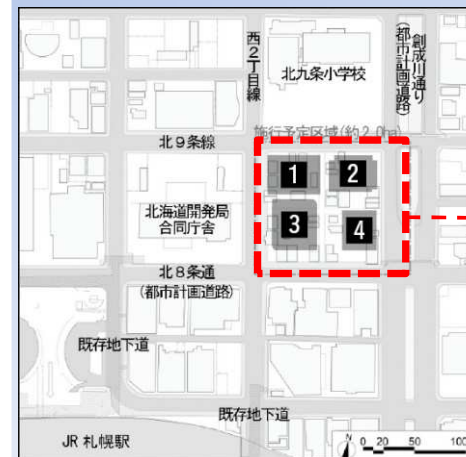 西2丁目線
創成川通り
(都市計画道路)
北九条小学校
施行予定区域(約2.0ha)
北9条線
1
2
北海道開発局
合同庁舎
3
4
北8条通
(都市計画道路)
既存地下道
既存地下道
JR 札幌駅
N 0 20 50 100